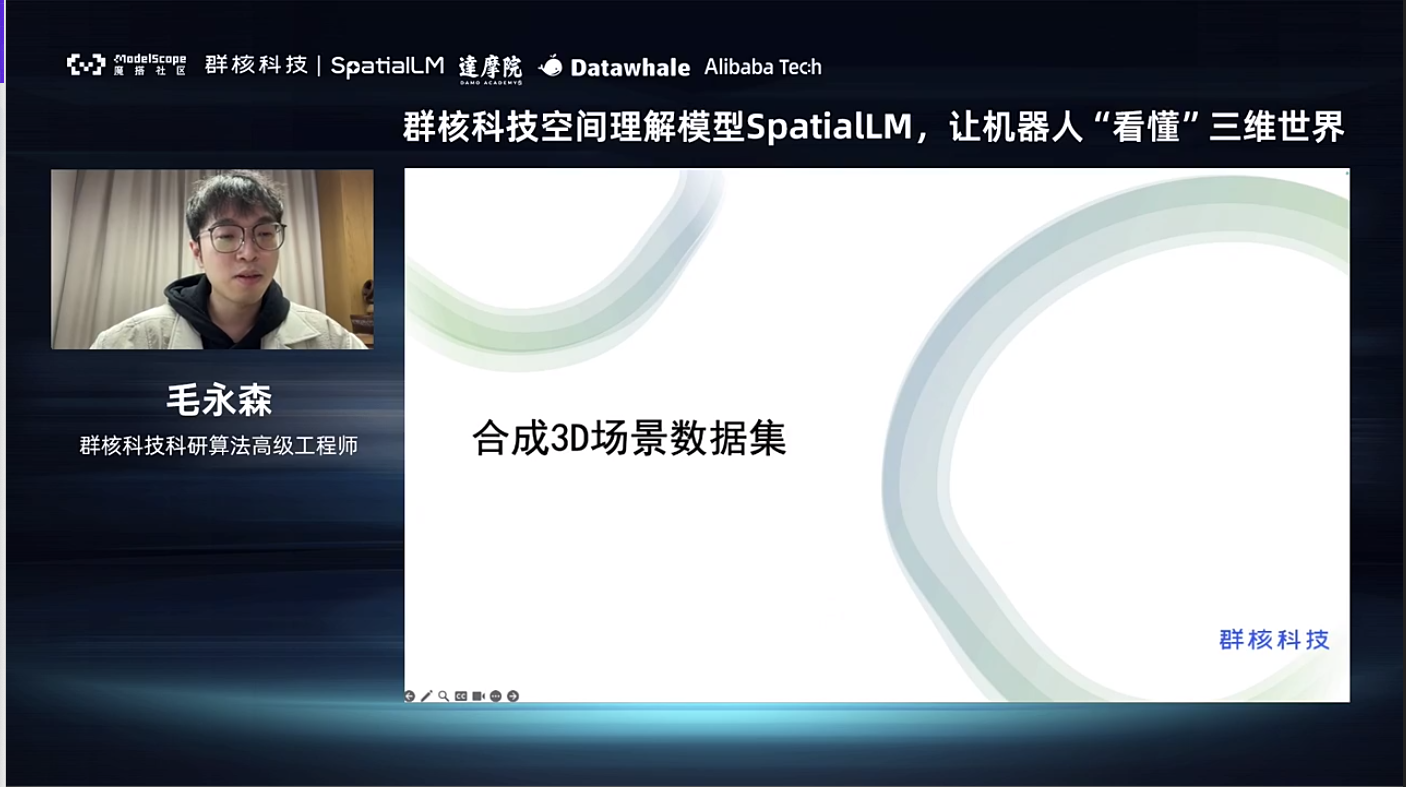 ModelScope
魔搭社区
群核科技 | SpatialLM
達摩院
DAMO ACADEMY
Datawhale
Alibaba Tech
群核科技空间理解模型SpatialLM，让机器人“看懂”三维世界
毛永森
群核科技科研算法高级工程师
合成3D场景数据集
群核科技
CC